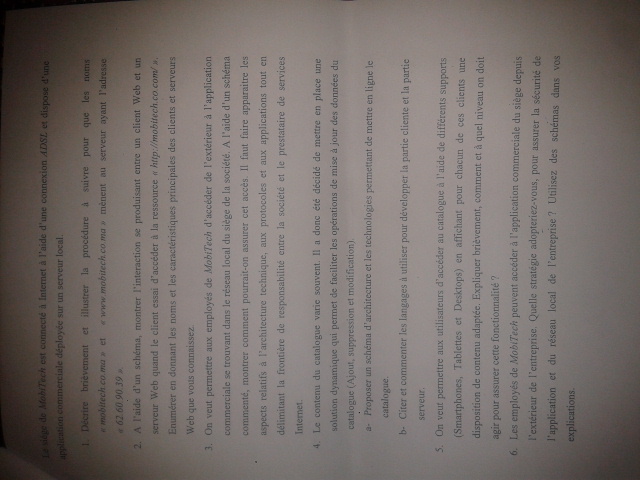 Le siège de MobiTech est connecté à Internet à l'aide d'une connexion ADSL et dispose d'une
application commerciale déployée sur un serveur local.
1. Décrire brièvement et illustrer la procédure à suivre pour que les noms
« mobitech.co.ma » et « www.mobitech.co.ma » mènent au serveur ayant l'adresse
« 62.60.90.39 ».
2. A l'aide d'un schéma, montrer l'interaction se produisant entre un client Web et un
serveur Web quand le client essai d'accéder à la ressource « http://mobitech.co.com/ ».
Enumérer en donnant les noms et les caractéristiques principales des clients et serveurs
Web que vous connaissez.
3. On veut permettre aux employés de MobiTech d'accéder de l'extérieur à l'application
commerciale se trouvant dans le réseau local du siège de la société. A l'aide d'un schéma
commenté, montrer comment pourrait-on assurer cet accès. Il faut faire apparaître les
aspects relatifs à l'architecture technique, aux protocoles et aux applications tout en
délimitant la frontière de responsabilité entre la société et le prestataire de services
Internet.
4. Le contenu du catalogue varie souvent. Il a donc été décidé de mettre en place une
solution dynamique qui permet de faciliter les opérations de mise à jour des données du
catalogue (Ajout, suppression et modification).
a- Proposer un schéma d'architecture et les technologies permettant de mettre en ligne le
catalogue.
b- Citer et commenter les langages à utiliser pour développer la partie cliente et la partie
serveur.
5. On veut permettre aux utilisateurs d'accéder au catalogue à l'aide de différents supports
(Smartphones, Tablettes et Desktops) en affichant pour chacun de ces clients une
disposition de contenu adaptée. Expliquer brièvement, comment et à quel niveau on doit
agir pour assurer cette fonctionnalité ?
6. Les employés de MobiTech peuvent accéder à l'application commerciale du siège depuis
l'extérieur de l'entreprise. Quelle stratégie adopteriez-vous, pour assurer la sécurité de
l'application et du réseau local de l'entreprise ? Utilisez des schémas dans vos
explications.